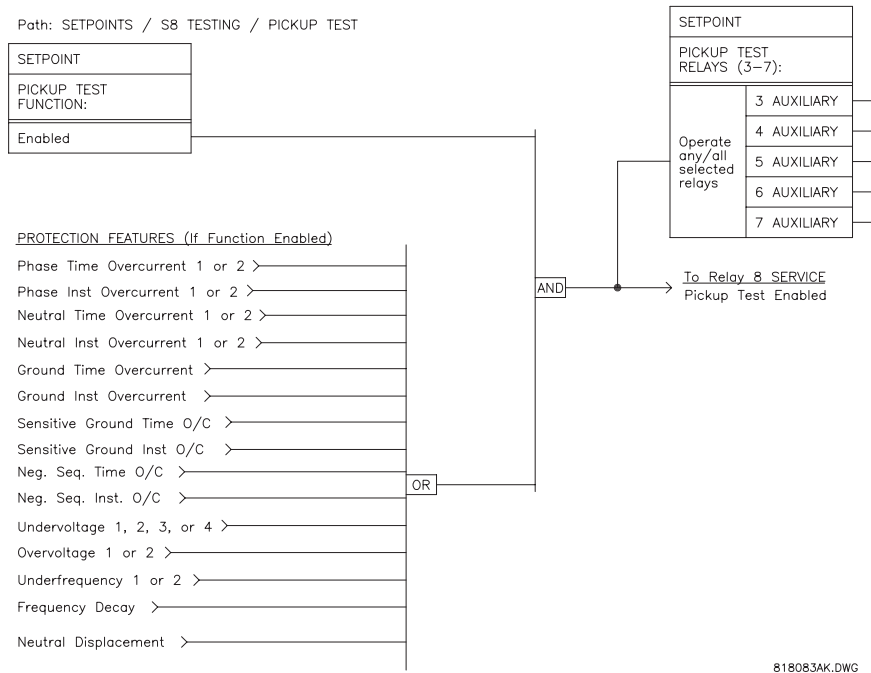 Path: SETPOINTS / S8 TESTING / PICKUP TEST
SETPOINT
PICKUP TEST
FUNCTION:
Enabled
SETPOINT
PICKUP TEST
RELAYS (3–7):
Operate
any/all
selected
relays
3 AUXILIARY
4 AUXILIARY
5 AUXILIARY
6 AUXILIARY
7 AUXILIARY
PROTECTION FEATURES (If Function Enabled)
Phase Time Overcurrent 1 or 2
Phase Inst Overcurrent 1 or 2
Neutral Time Overcurrent 1 or 2
Neutral Inst Overcurrent 1 or 2
Ground Time Overcurrent
Ground Inst Overcurrent
Sensitive Ground Time O/C
Sensitive Ground Inst O/C
Neg. Seq. Time O/C
Neg. Seq. Inst. O/C
Undervoltage 1, 2, 3, or 4
Overvoltage 1 or 2
Underfrequency 1 or 2
Frequency Decay
Neutral Displacement
OR
AND
To Relay 8 SERVICE
Pickup Test Enabled
818083AK.DWG